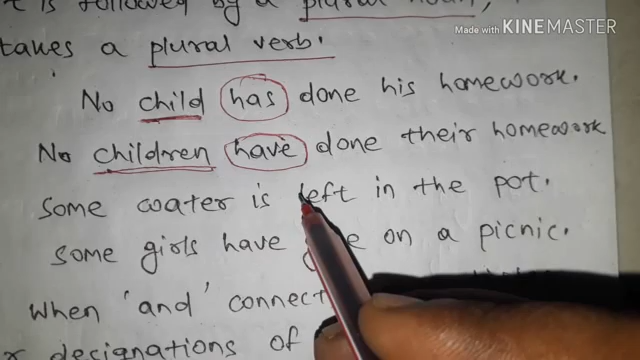 is followed by a plural noun,
Made with KINEMASTER
takes a plural verb.
No child has done his homework.
No children have done their homework
Some water is left in the pot.
Some girls have on a picnic.
When 'and' connect
designations of